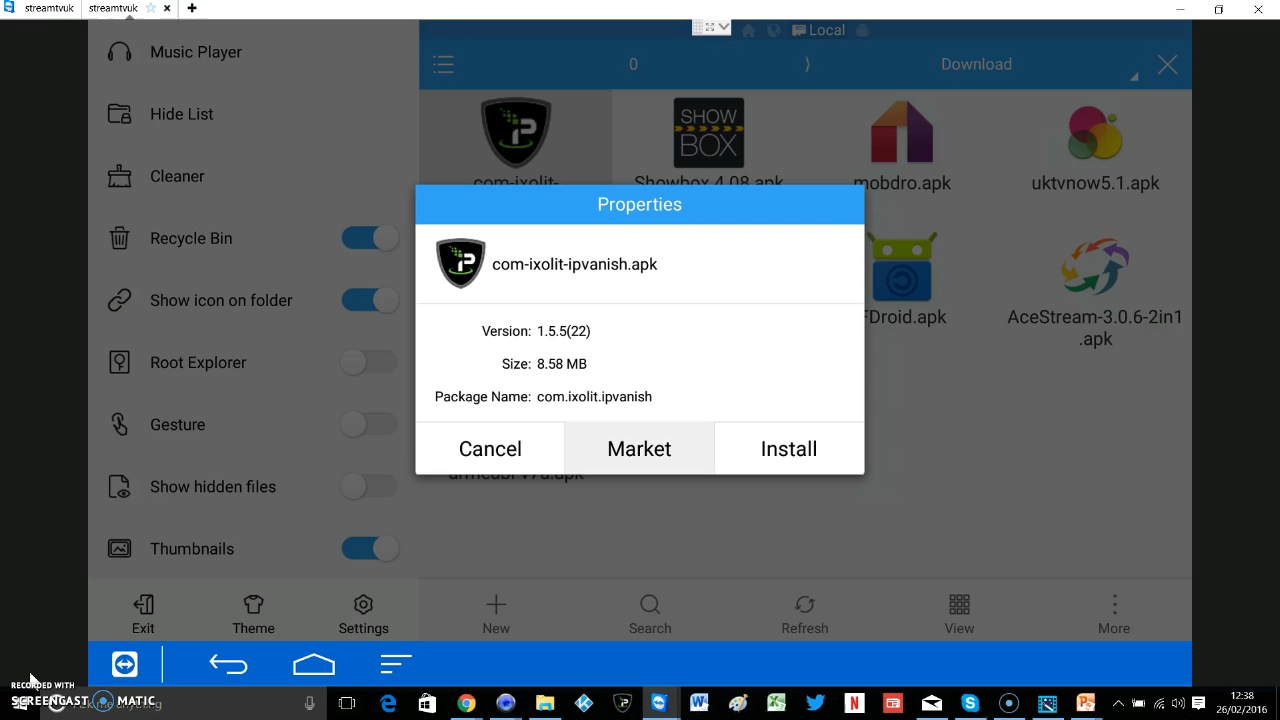 streamtvuk
streamtvuk
Music Player
Hide List
Cleaner
Recycle Bin
Show icon on folder
Root Explorer
Gesture
Show hidden files
Thumbnails
Exit
Theme
Settings
Local
0
Download
com-ixolit-
SHOW
BOX
Showbox 4.08.apk
mobdro.apk
uktvnow5.1.apk
FDroid.apk
AceStream-3.0.6-2in1
.apk
Properties
com-ixolit-ipvanish.apk
Version: 1.5.5(22)
Size: 8.58 MB
Package Name: com.ixolit.ipvanish
Cancel
Market
Install
New
Search
Refresh
View
More
RECORDED WITH
SCREENCAST MATIC
12:38
26/02/2016